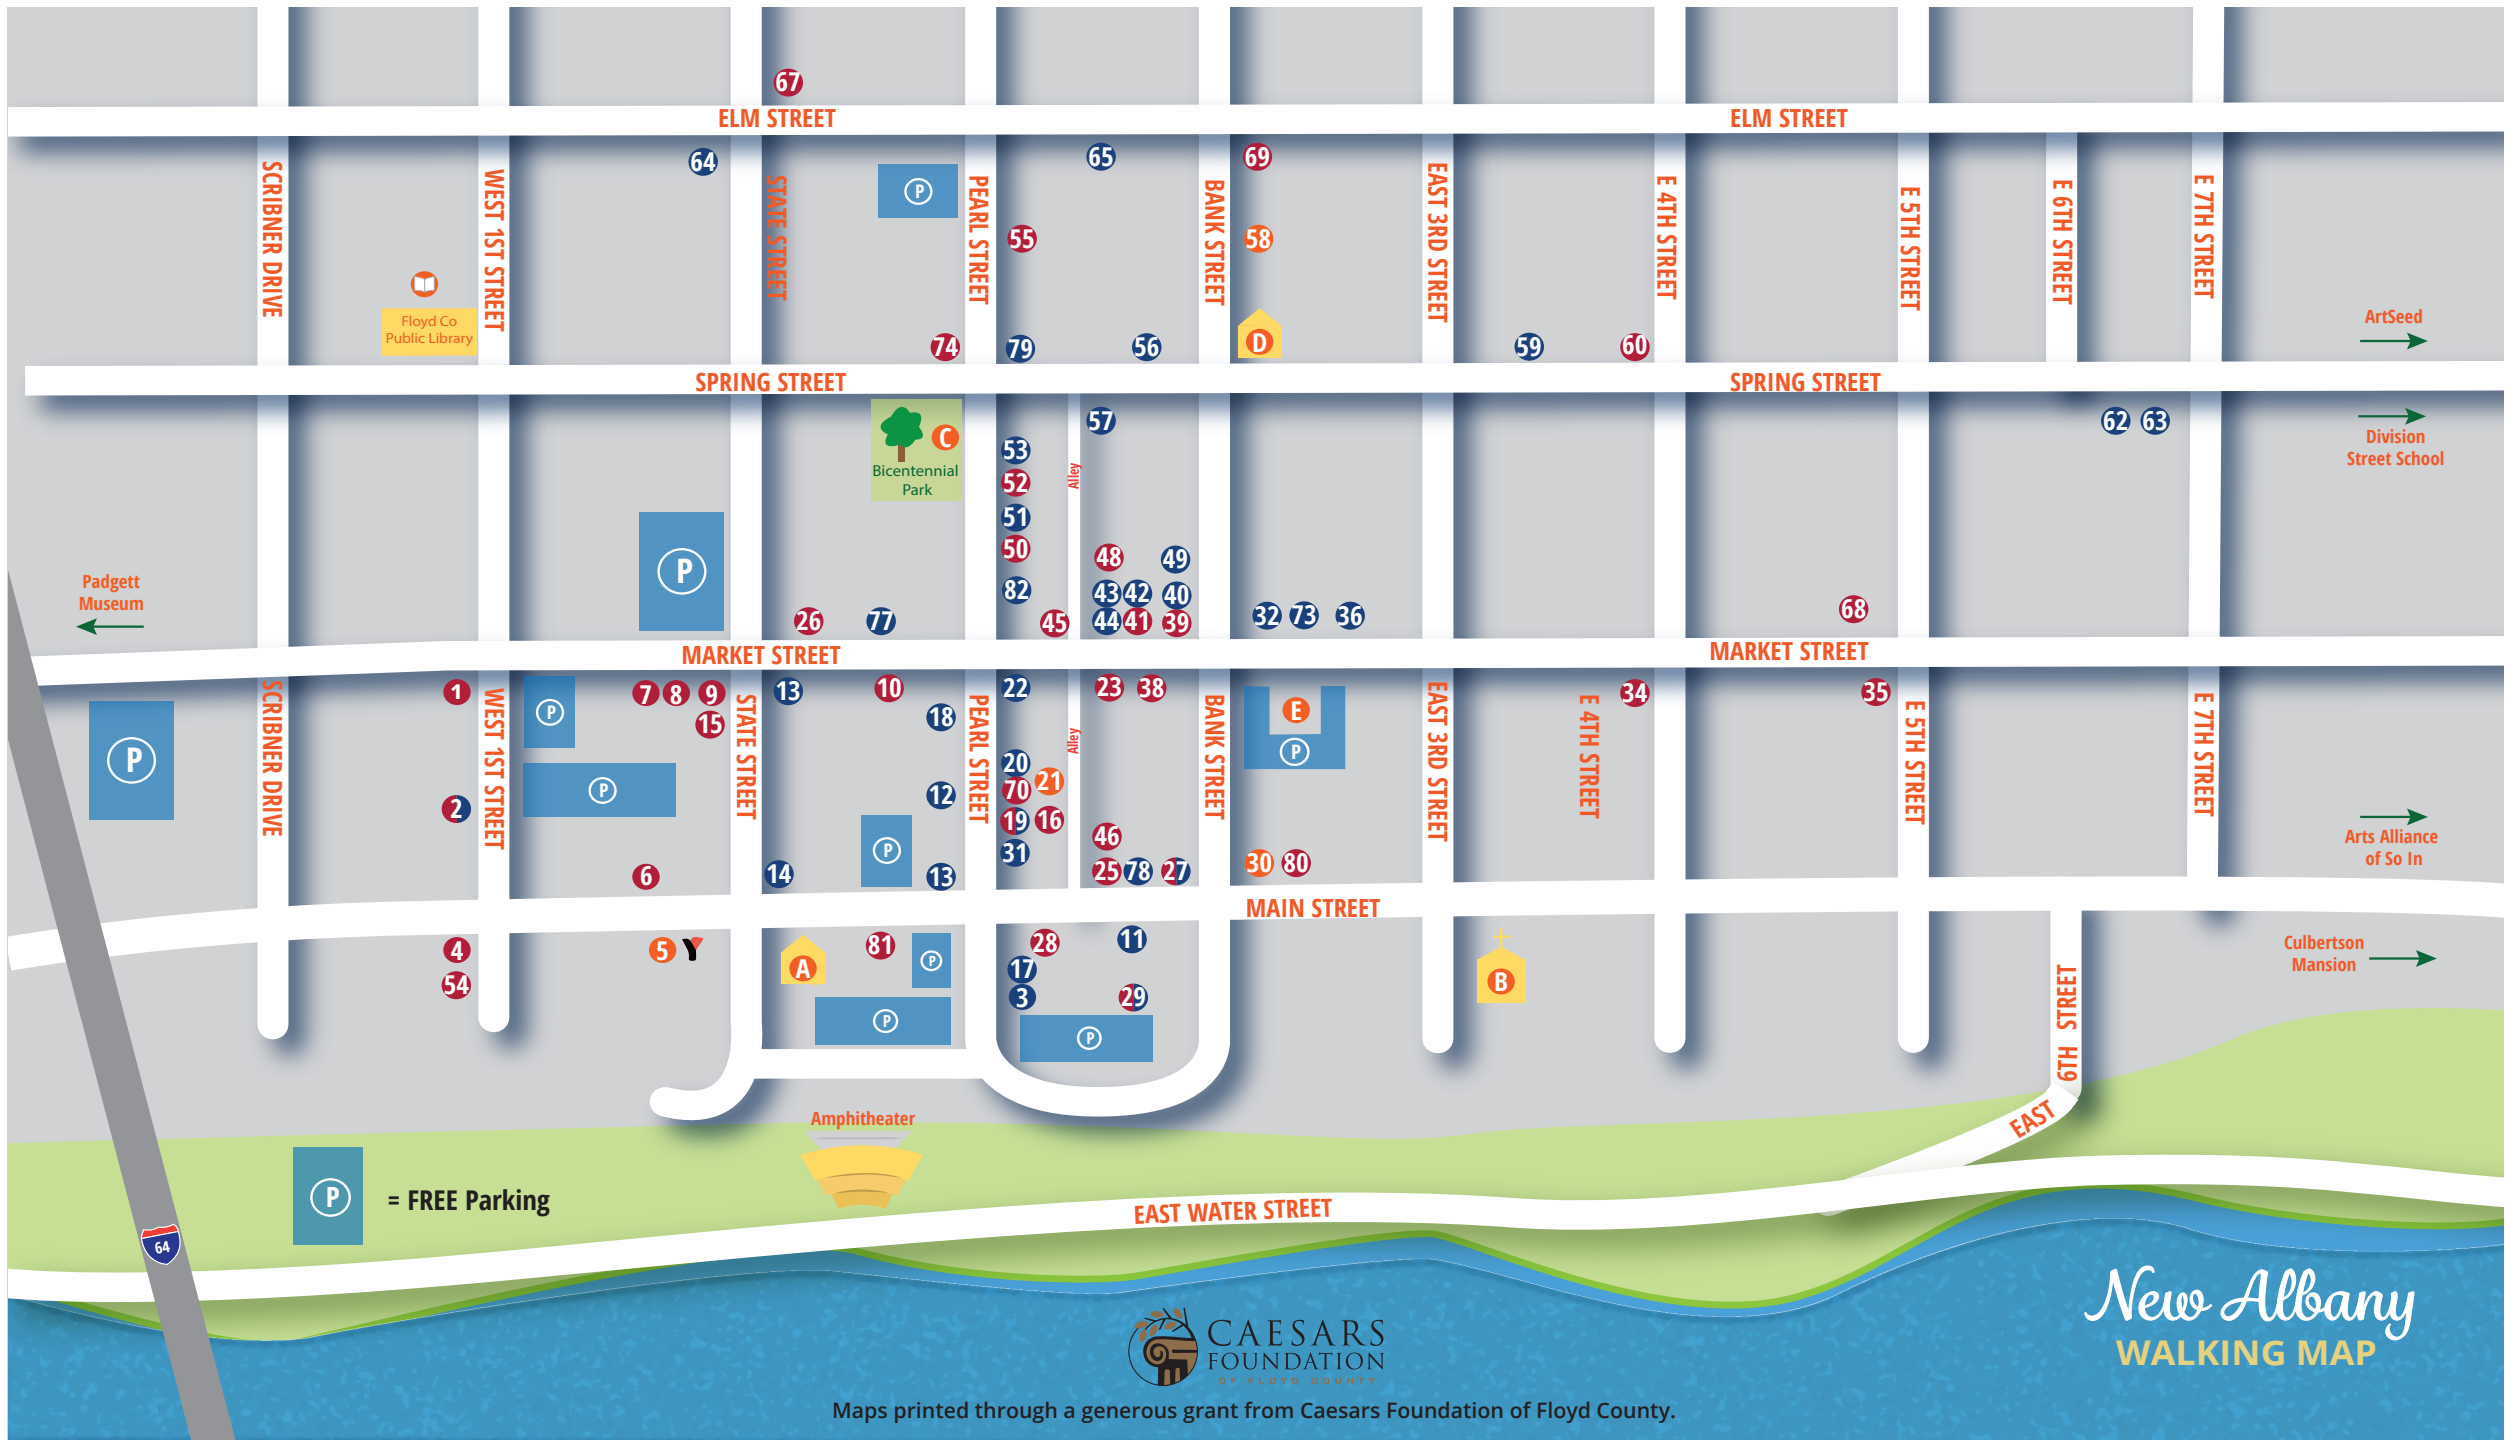 67
ELM STREET
ELM STREET
SCRIBNER DRIVE
WEST 1ST STREET
64
STATE STREET
P
PEARL STREET
65
55
BANK STREET
69
58
EAST 3RD STREET
E 4TH STREET
E 5TH STREET
E 6TH STREET
E 7TH STREET
Floyd Co
Public Library
74
79
56
D
59
60
ArtSeed
SPRING STREET
SPRING STREET
C
Bicentennial
Park
53
52
51
50
82
Alley
57
48
49
43
42
40
45
44
41
39
62
63
Division
Street School
Padgett
Museum
P
26
77
32
73
36
68
MARKET STREET
MARKET STREET
P
SCRIBNER DRIVE
1
2
WEST 1ST STREET
P
P
7
8
9
15
6
STATE STREET
13
10
18
12
P
14
13
PEARL STREET
22
20
70
21
19
16
31
Alley
23
38
46
25
78
27
BANK STREET
E
P
30
80
EAST 3RD STREET
E 4TH STREET
34
35
E 5TH STREET
E 7TH STREET
Arts Alliance
of So In
MAIN STREET
4
54
5
A
81
P
P
28
11
17
3
29
P
B
6TH STREET
EAST
Culbertson
Mansion
Amphitheater
P
= FREE Parking
64
EAST WATER STREET
New Albany
WALKING MAP
CAESARS
FOUNDATION
OF FLOYD COUNTY
Maps printed through a generous grant from Caesars Foundation of Floyd County.